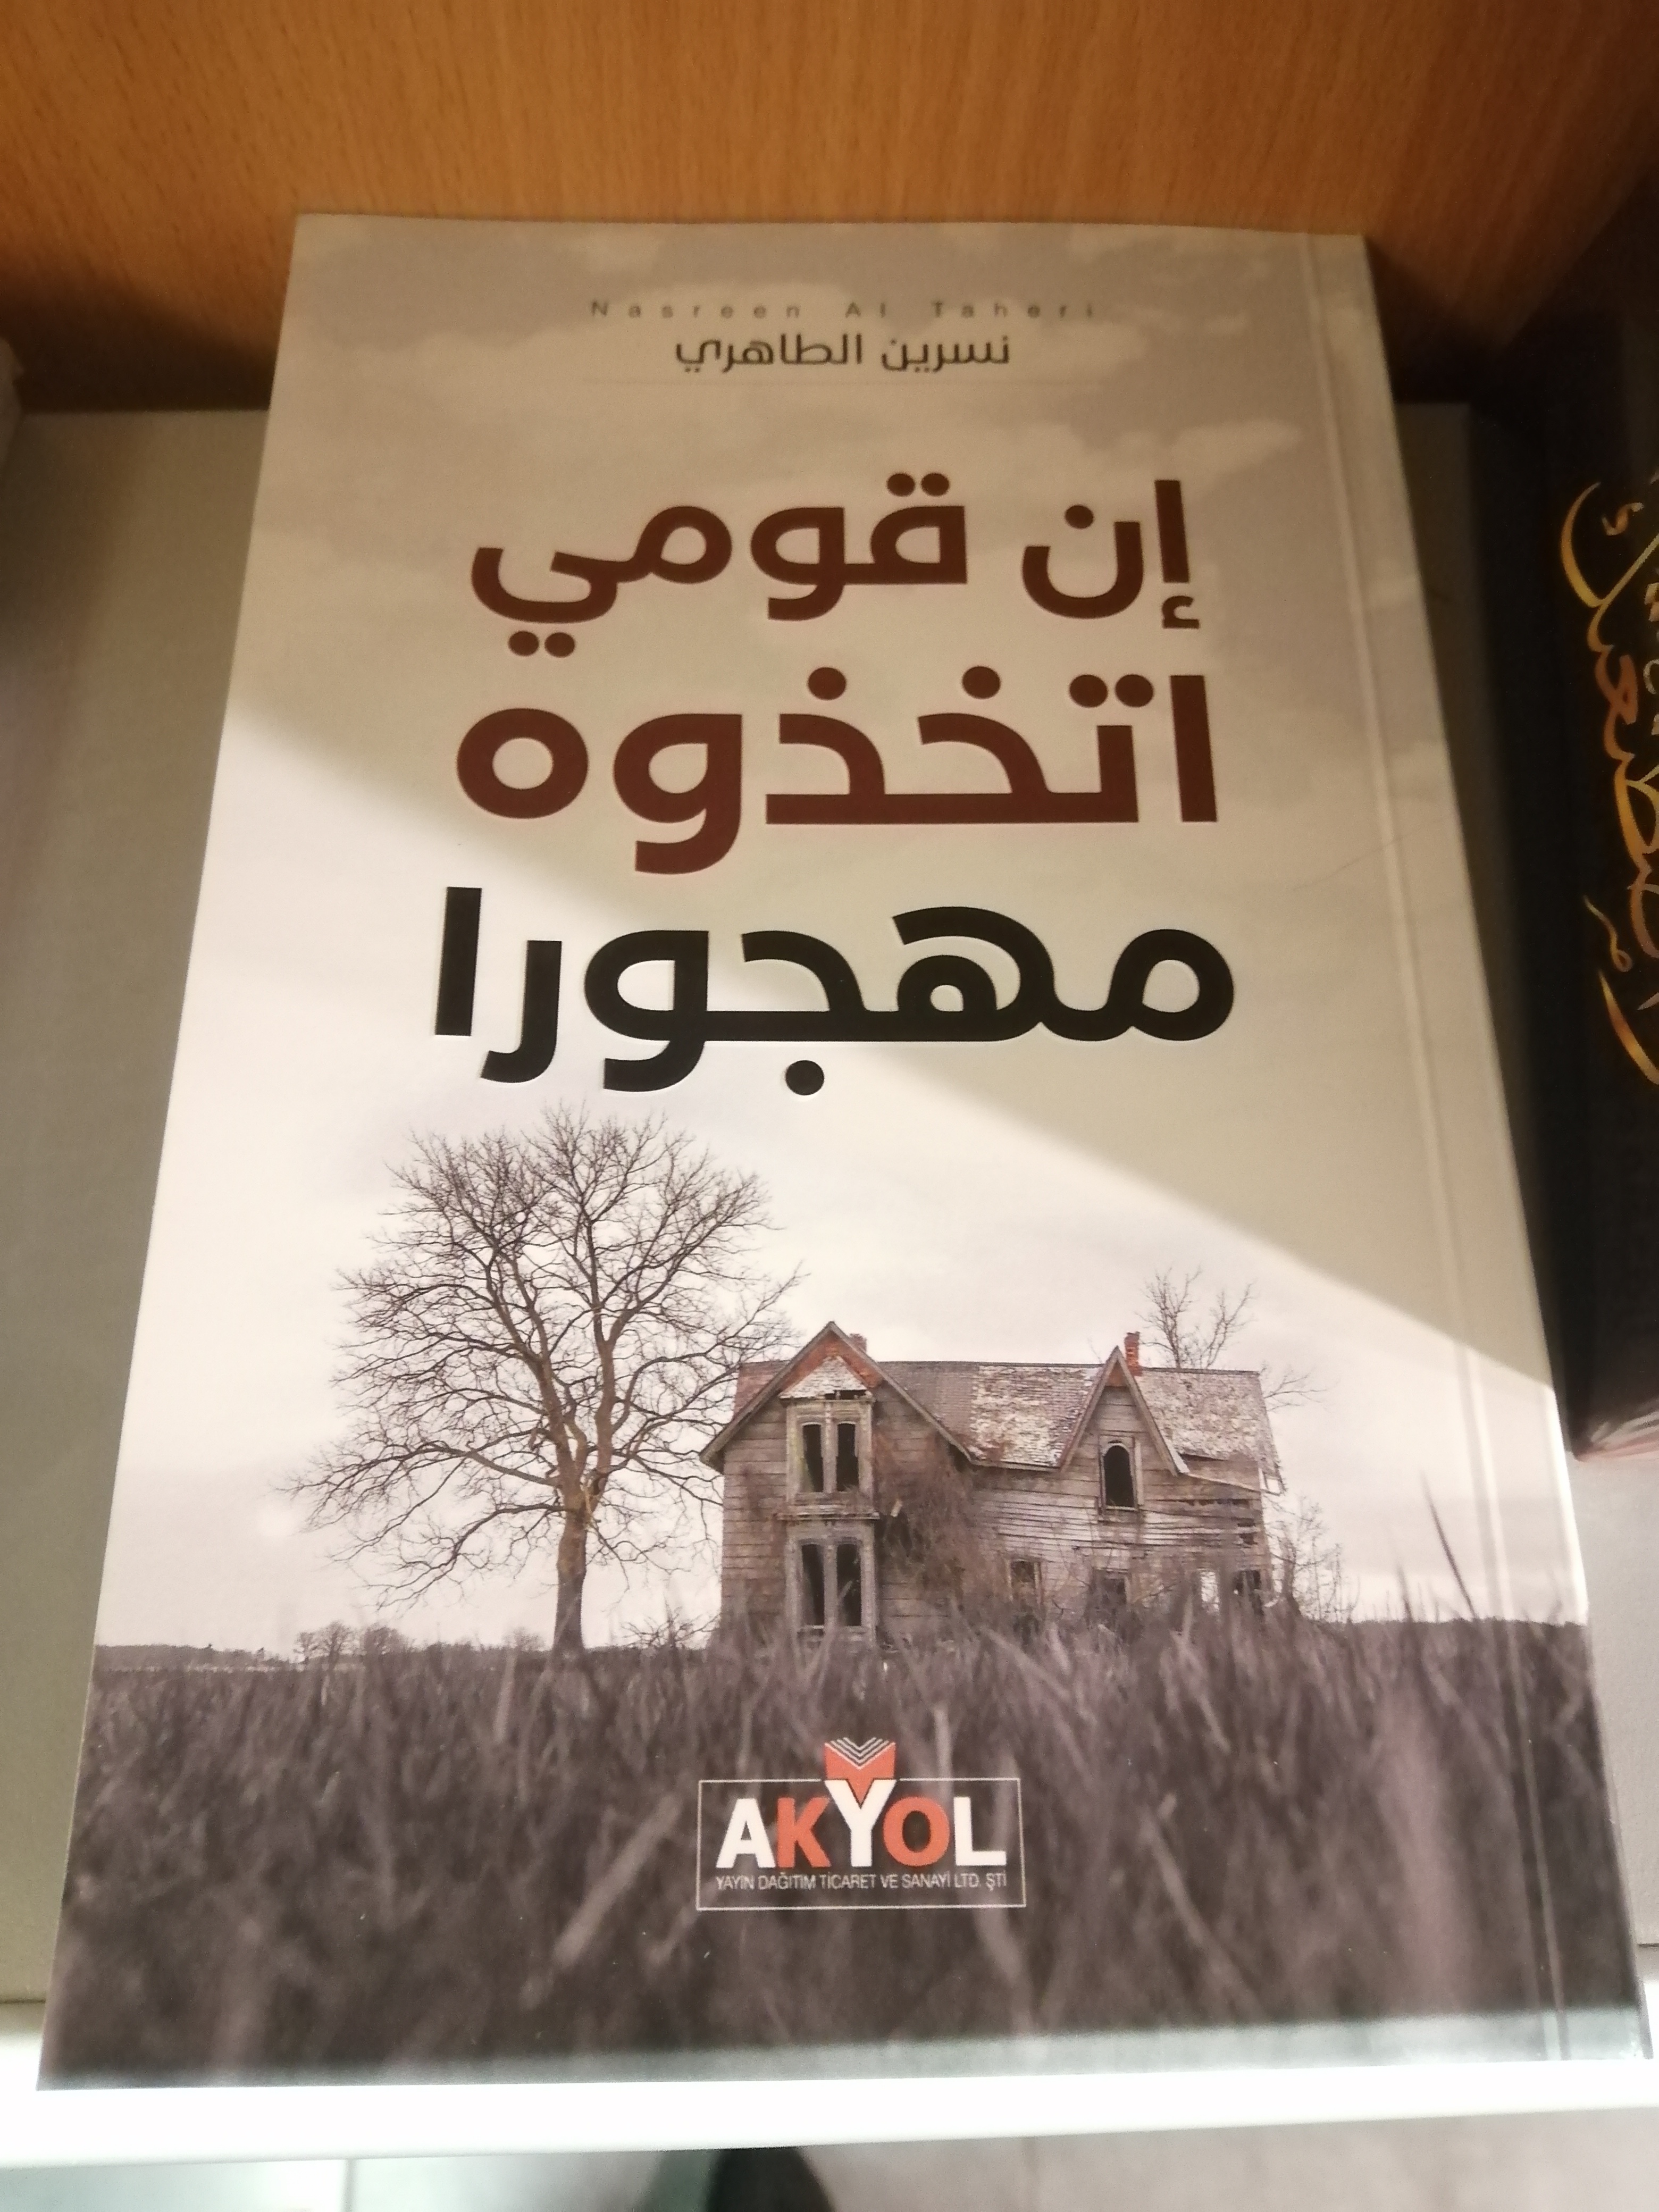 Nasreen Al Taheri
نسرين الطاهري
إن قومي
اتخذوه
مهجورا
AKYOL
YAYIN DAĞITIM TİCARET VE SANAYİ LTD. ŞTİ